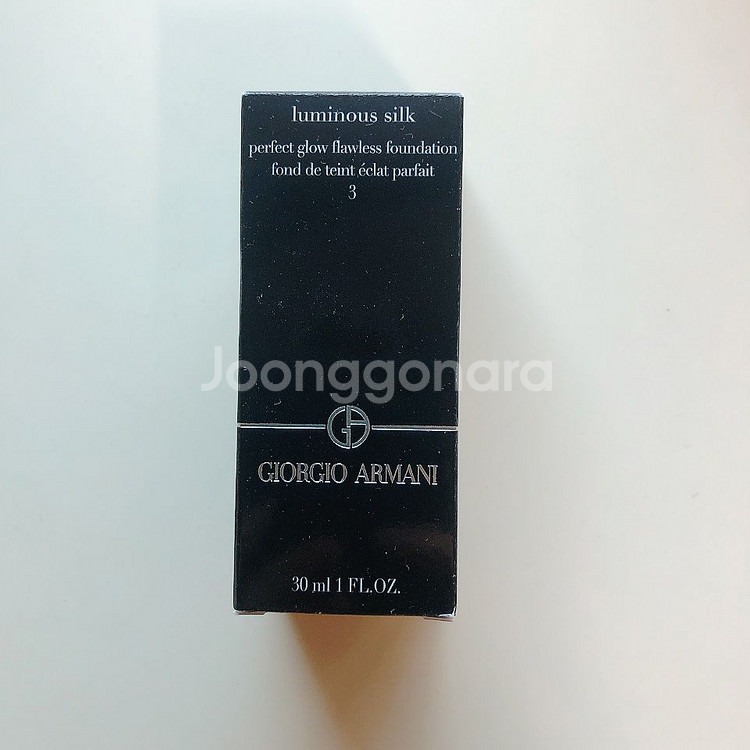 luminous silk
perfect glow flawless foundation
fond de teint éclat parfait
3
Joonggonara
GIORGIO ARMANI
30 ml 1 FL.OZ.